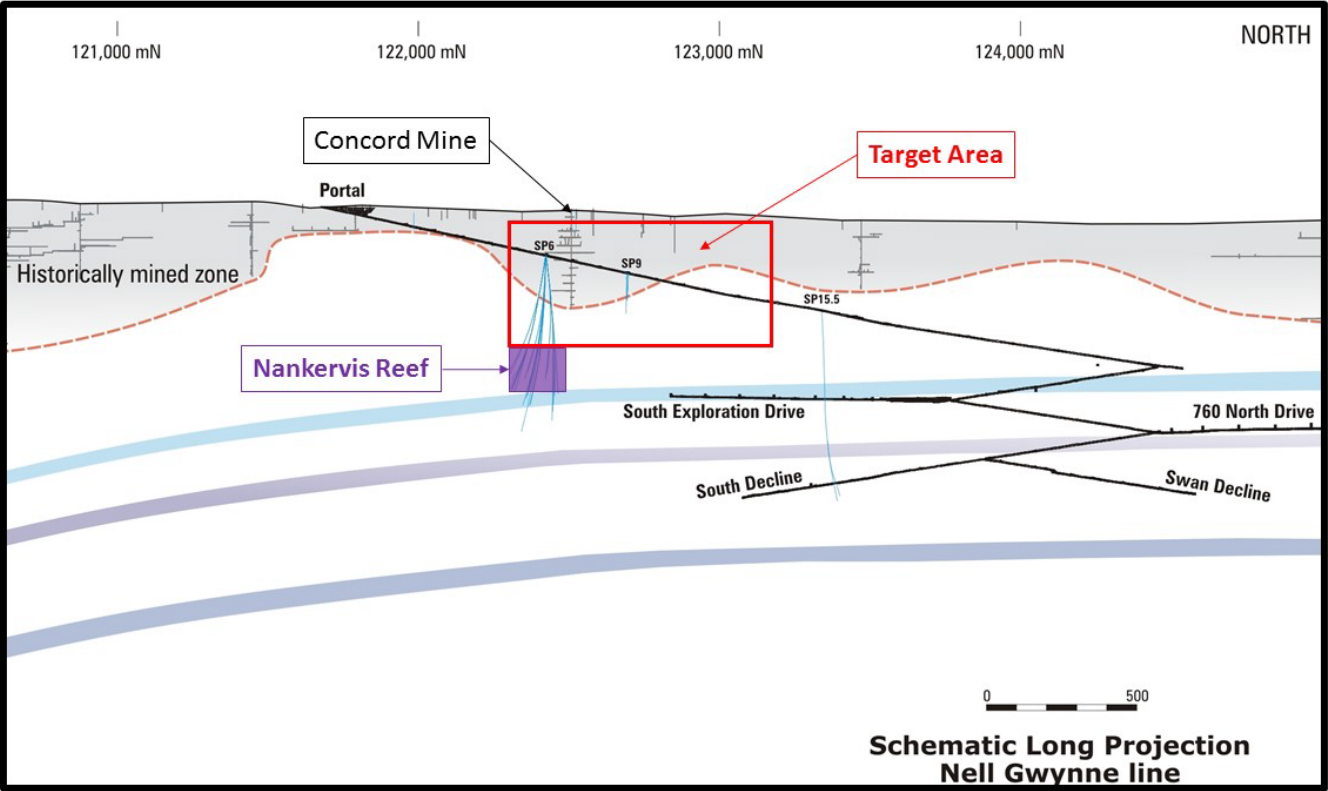 NORTH
121,000 mN
122,000 mN
123,000 mN
124,000 mN
Concord Mine
Target Area
Portal
SP6
SP9
Historically mined zone
SP15.5
Nankervis Reef
South Exploration Drive
760 North Drive
South Decline
Swan Decline
0 500
Schematic Long Projection
Nell Gwynne line